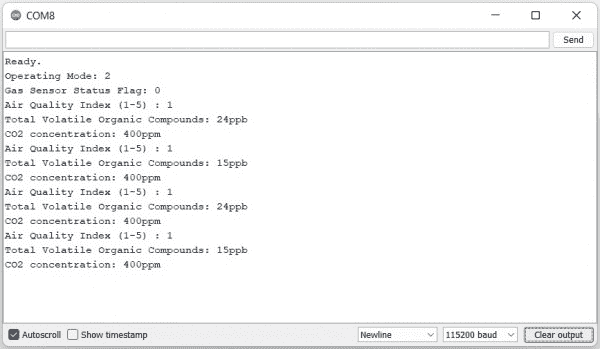 COM8
Send
Ready.
Operating Mode: 2
Gas Sensor Status Flag: 0
Air Quality Index (1-5) : 1
Total Volatile Organic Compounds: 24ppb
CO2 concentration: 400ppm
Air Quality Index (1-5) : 1
Total Volatile Organic Compounds: 15ppb
CO2 concentration: 400ppm
Air Quality Index (1-5) : 1
Total Volatile Organic Compounds: 24ppb
CO2 concentration: 400ppm
Air Quality Index (1-5) : 1
Total Volatile Organic Compounds: 15ppb
CO2 concentration: 400ppm
Autoscroll Show timestamp Newline 115200 baud Clear output